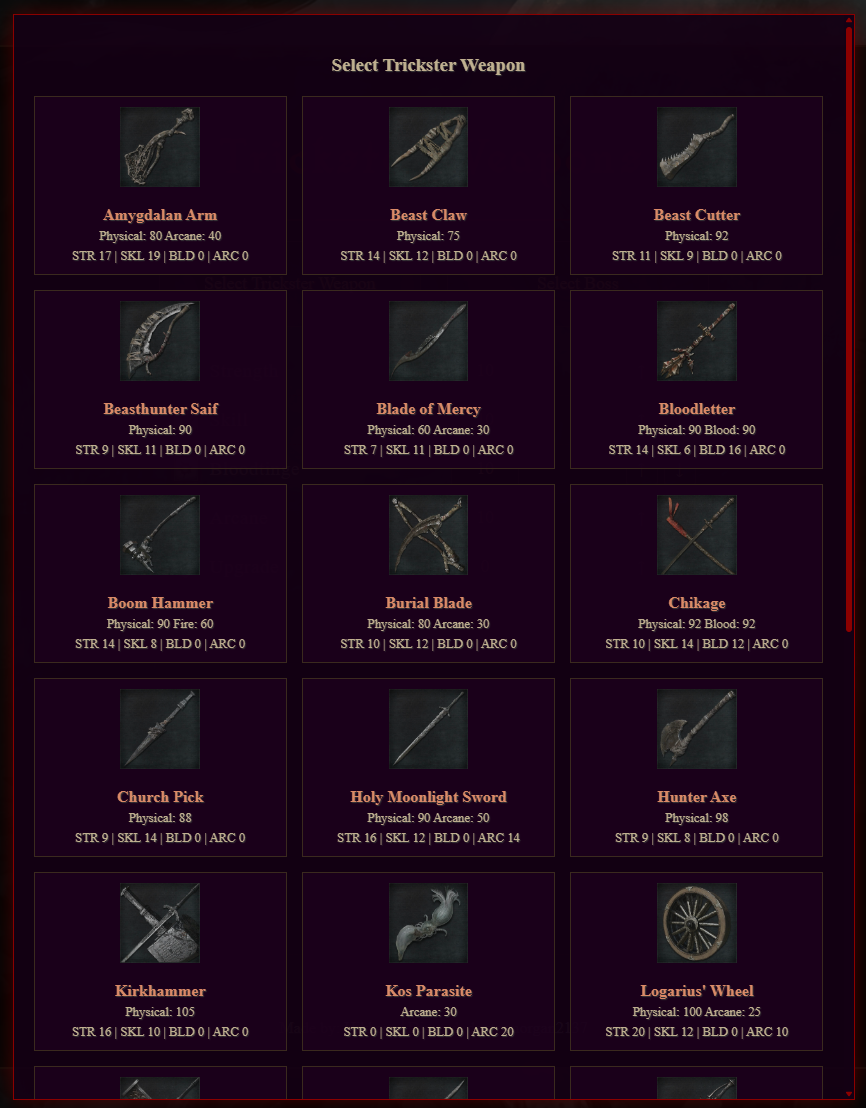 Select Trickster Weapon
Amygdalan Arm
Physical: 80 Arcane: 40
STR 17 | SKL 19 | BLD 0 | ARC 0
Beast Claw
Physical: 75
STR 14 | SKL 12 | BLD 0 | ARC 0
Beast Cutter
Physical: 92
STR 11 | SKL 9 | BLD 0 | ARC 0
Beasthunter Saif
Physical: 90
STR 9 | SKL 11 | BLD 0 | ARC 0
Blade of Mercy
Physical: 60 Arcane: 30
STR 7 | SKL 11 | BLD 0 | ARC 0
Bloodletter
Physical: 90 Blood: 90
STR 14 | SKL 6 | BLD 16 | ARC 0
Boom Hammer
Physical: 90 Fire: 60
STR 14 | SKL 8 | BLD 0 | ARC 0
Burial Blade
Physical: 80 Arcane: 30
STR 10 | SKL 12 | BLD 0 | ARC 0
Chikage
Physical: 92 Blood: 92
STR 10 | SKL 14 | BLD 12 | ARC 0
Church Pick
Physical: 88
STR 9 | SKL 14 | BLD 0 | ARC 0
Holy Moonlight Sword
Physical: 90 Arcane: 50
STR 16 | SKL 12 | BLD 0 | ARC 14
Hunter Axe
Physical: 98
STR 9 | SKL 8 | BLD 0 | ARC 0
Kirkhammer
Physical: 105
STR 16 | SKL 10 | BLD 0 | ARC 0
Kos Parasite
Arcane: 30
STR 0 | SKL 0 | BLD 0 | ARC 20
Logarius' Wheel
Physical: 100 Arcane: 25
STR 20 | SKL 12 | BLD 0 | ARC 10